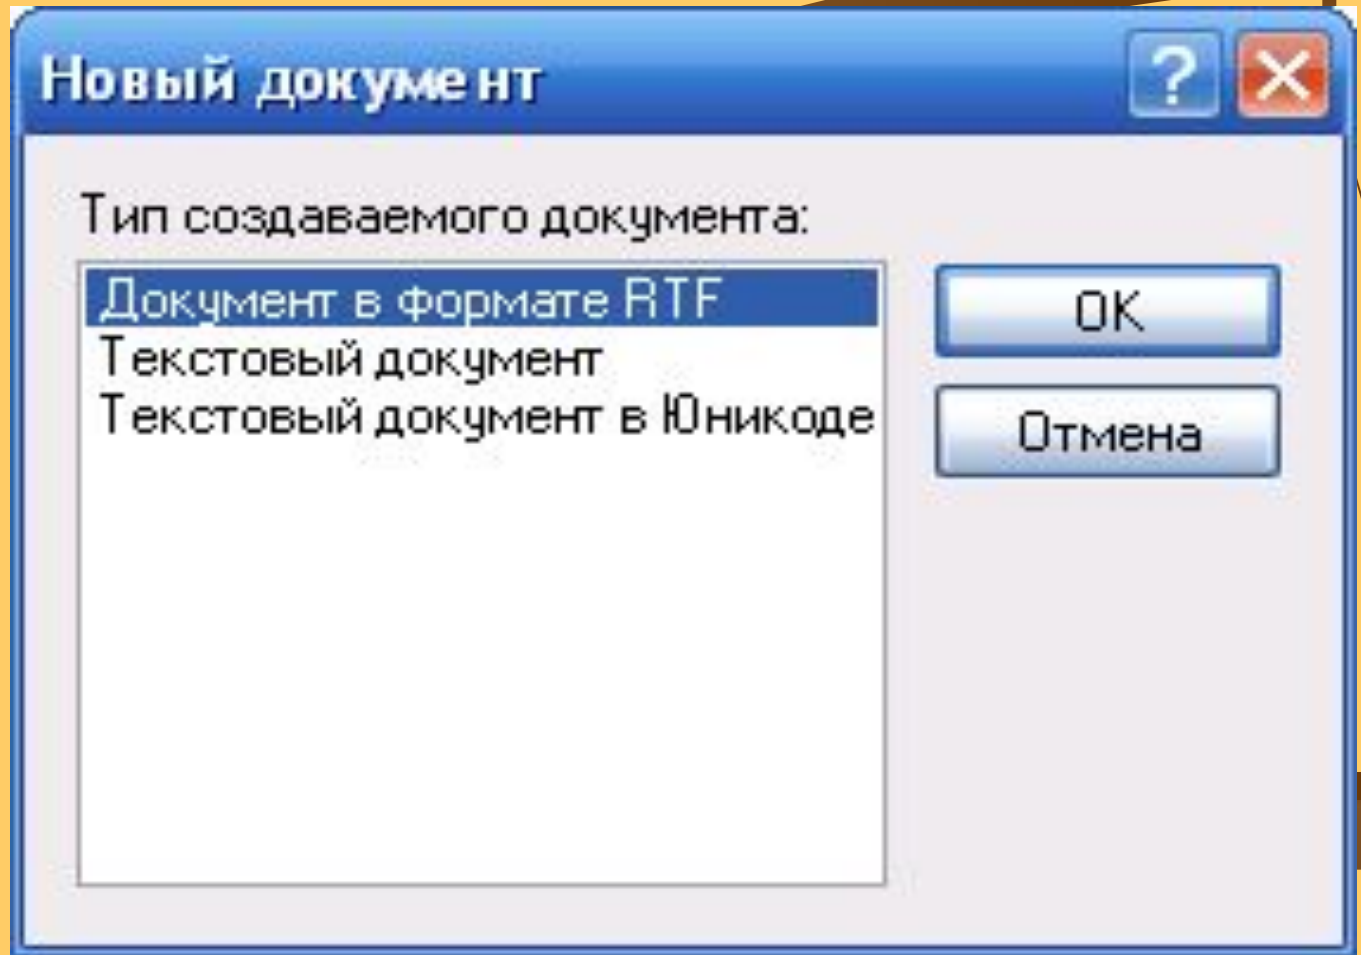 Новый документ
?
Тип создаваемого документа:
Документ в формате RTF
Текстовый документ
Текстовый документ в Юникоде
OK
Отмена